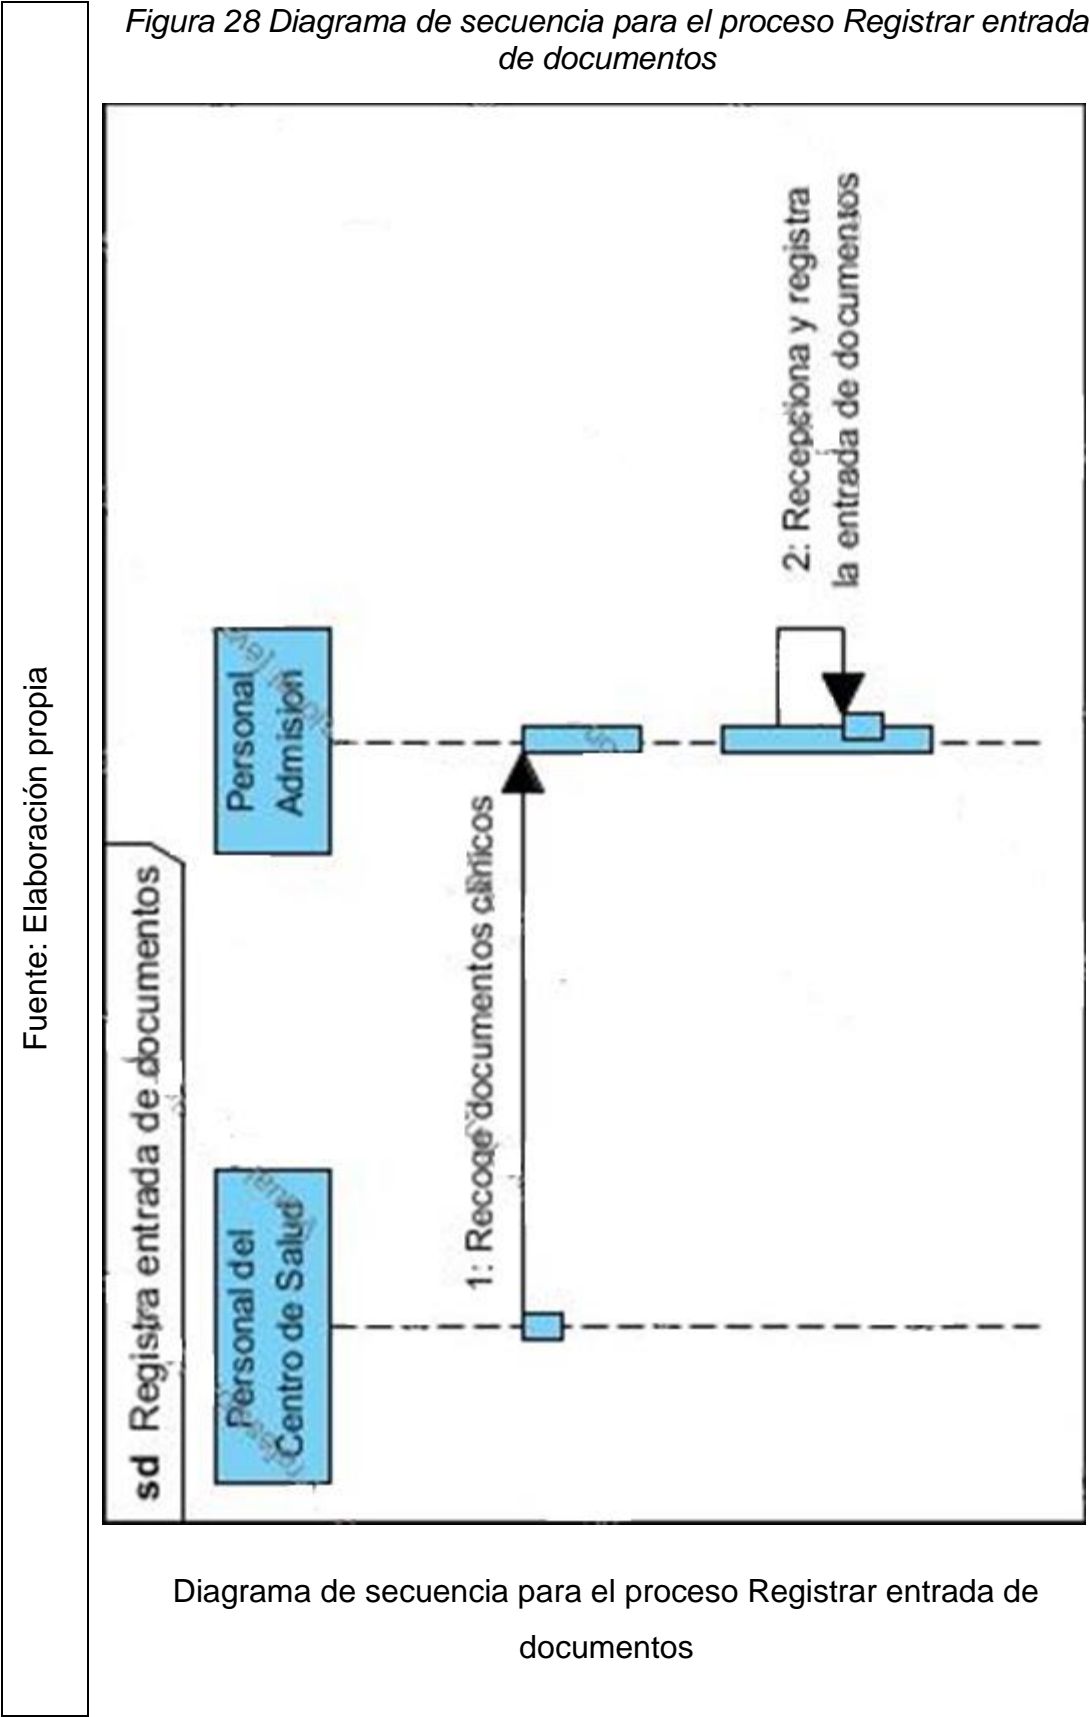 Figura 28 Diagrama de secuencia para el proceso Registrar entrada
de documentos
sd Registra entrada de documentos
Personal del
Centro de Salud
Personal
Admision
1: Recoge documentos clinicos
2: Recepciona y registra
la entrada de documentos
Diagrama de secuencia para el proceso Registrar entrada de
documentos
Fuente: Elaboración propia